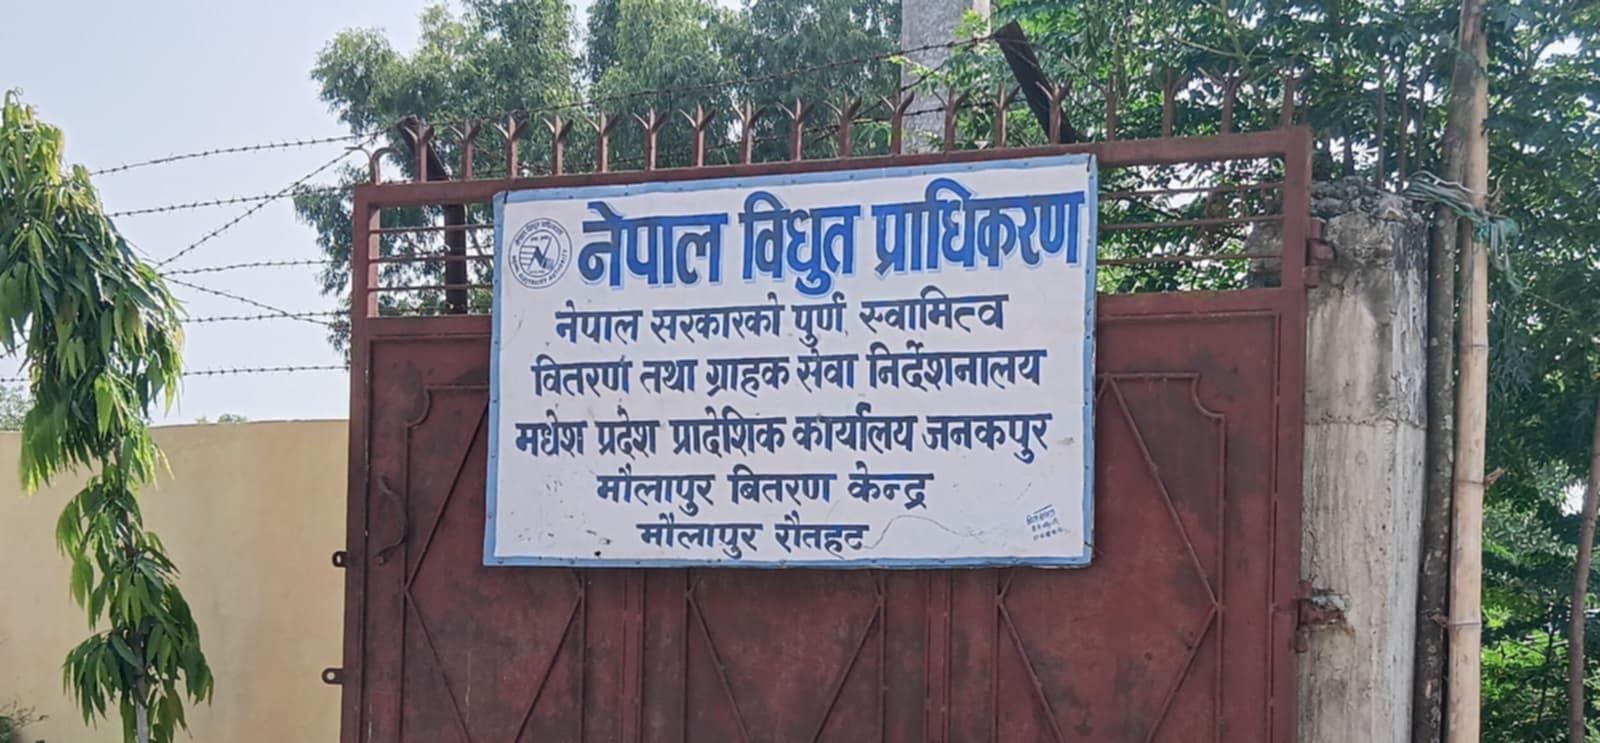 नेपाल विधुत प्राधिकरण
नेपाल सरकारको पुर्ण स्वामित्व
वितरण तथा ग्राहक सेवा निर्देशनालय
मधेश प्रदेश प्रादेशिक कार्यालय जनकपुर
मौलापुर बितरण केन्द्र
मौलापुर रौतहट